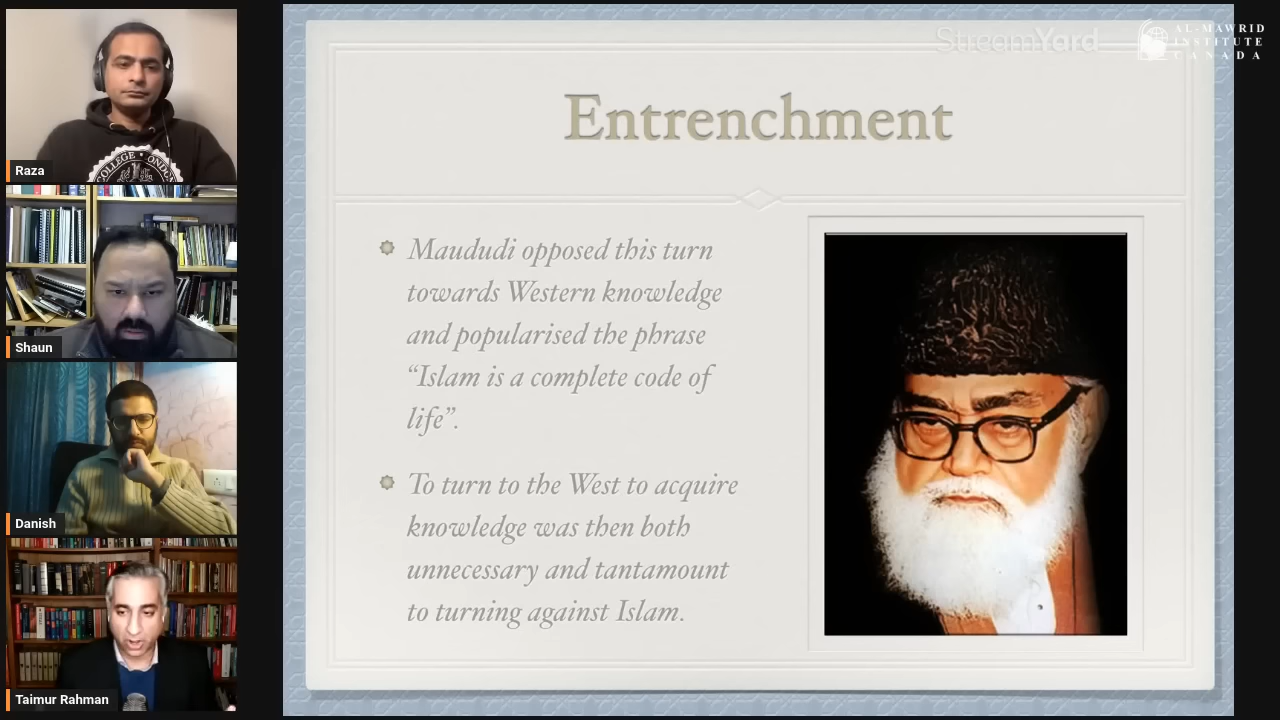 StreamYard
AL-MAWRID
INSTITUTE
CANADA
Entrenchment
Maududi opposed this turn
towards Western knowledge
and popularised the phrase
“Islam is a complete code of
life”.
To turn to the West to acquire
knowledge was then both
unnecessary and tantamount
to turning against Islam.
Raza
Shaun
Danish
Taimur Rahman
COLLEGE